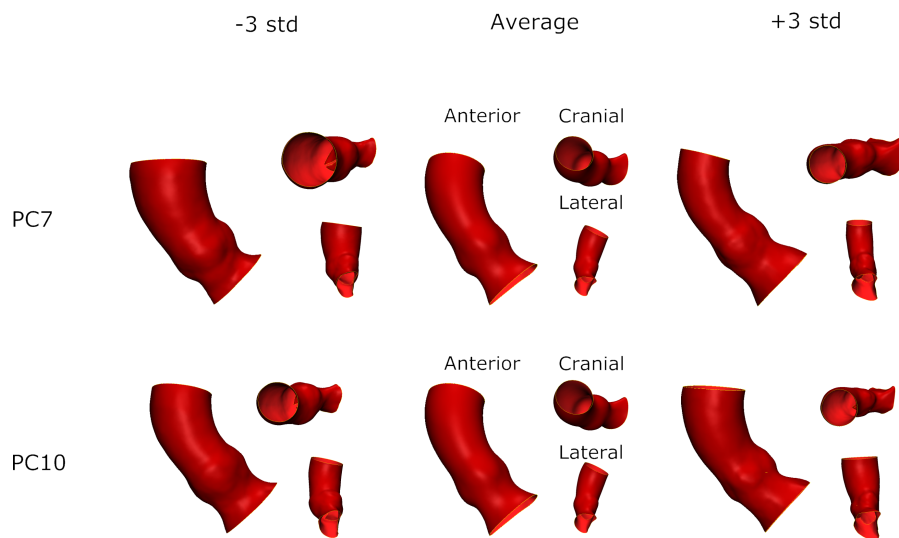 -3 std Average +3 std
Anterior Cranial
Lateral
PC7
Anterior Cranial
Lateral
PC10